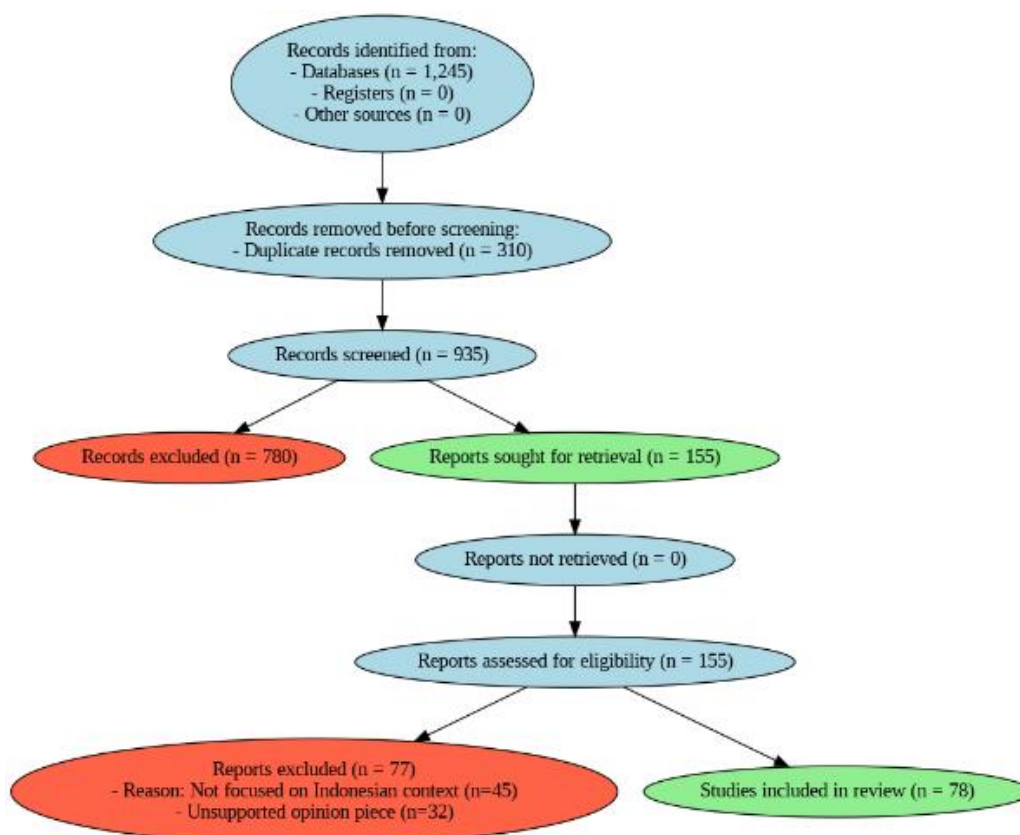 Records identified from:
- Databases (n = 1,245)
- Registers (n = 0)
- Other sources (n = 0)
Records removed before screening:
- Duplicate records removed (n = 310)
Records screened (n = 935)
Records excluded (n = 780)
Reports sought for retrieval (n = 155)
Reports not retrieved (n = 0)
Reports assessed for eligibility (n = 155)
Reports excluded (n = 77)
- Reason: Not focused on Indonesian context (n=45)
- Unsupported opinion piece (n=32)
Studies included in review (n = 78)